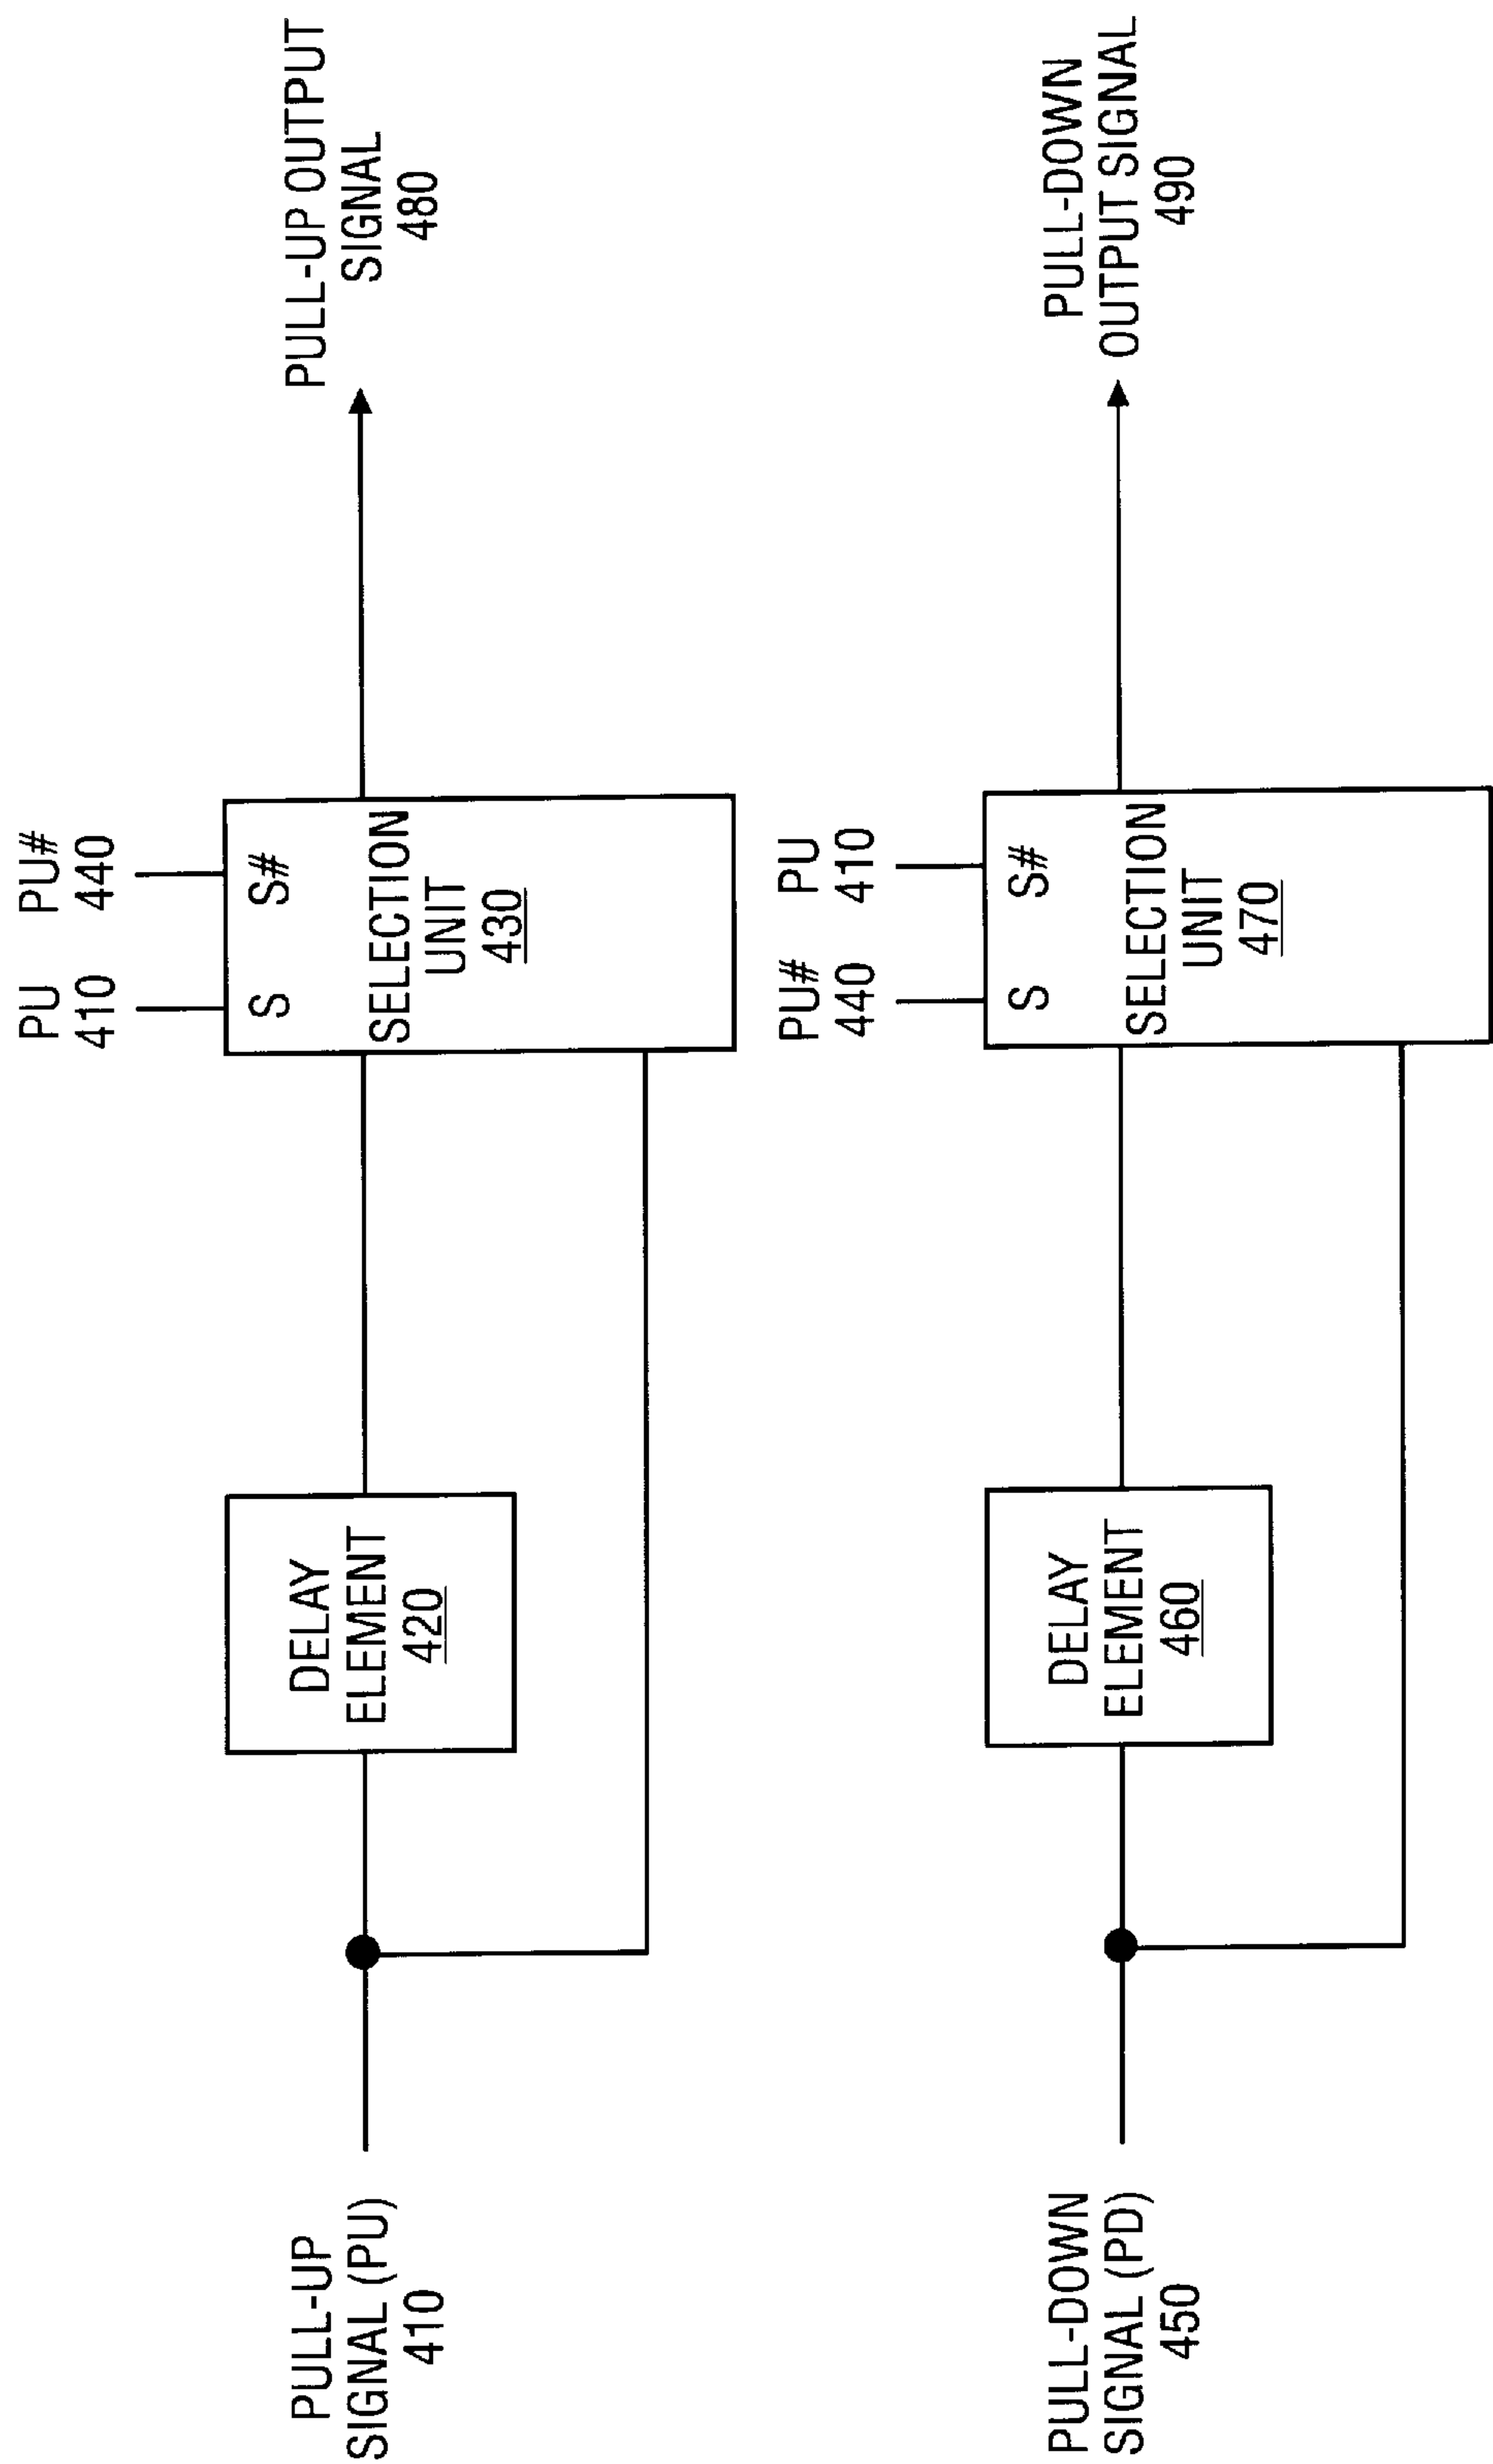 PU PU#
410 440
S S#
PULL-UP
SIGNAL (PU)
410
DELAY
ELEMENT
420
SELECTION
UNIT
430
PULL-UP OUTPUT
SIGNAL
480
PU# PU
440 410
S S#
PULL-DOWN
SIGNAL (PD)
450
DELAY
ELEMENT
460
SELECTION
UNIT
470
PULL-DOWN
OUTPUT SIGNAL
490